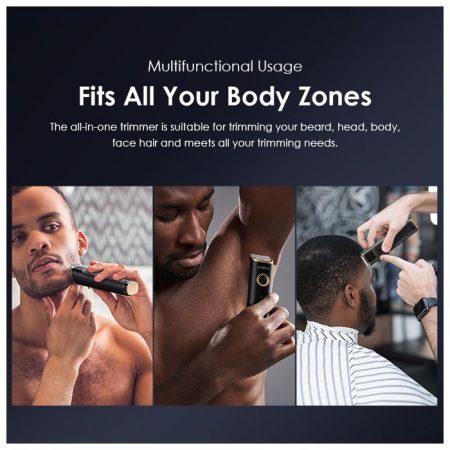 Multifunctional Usage
Fits All Your Body Zones
The all-in-one trimmer is suitable for trimming your beard, head, body,
face hair and meets all your trimming needs.